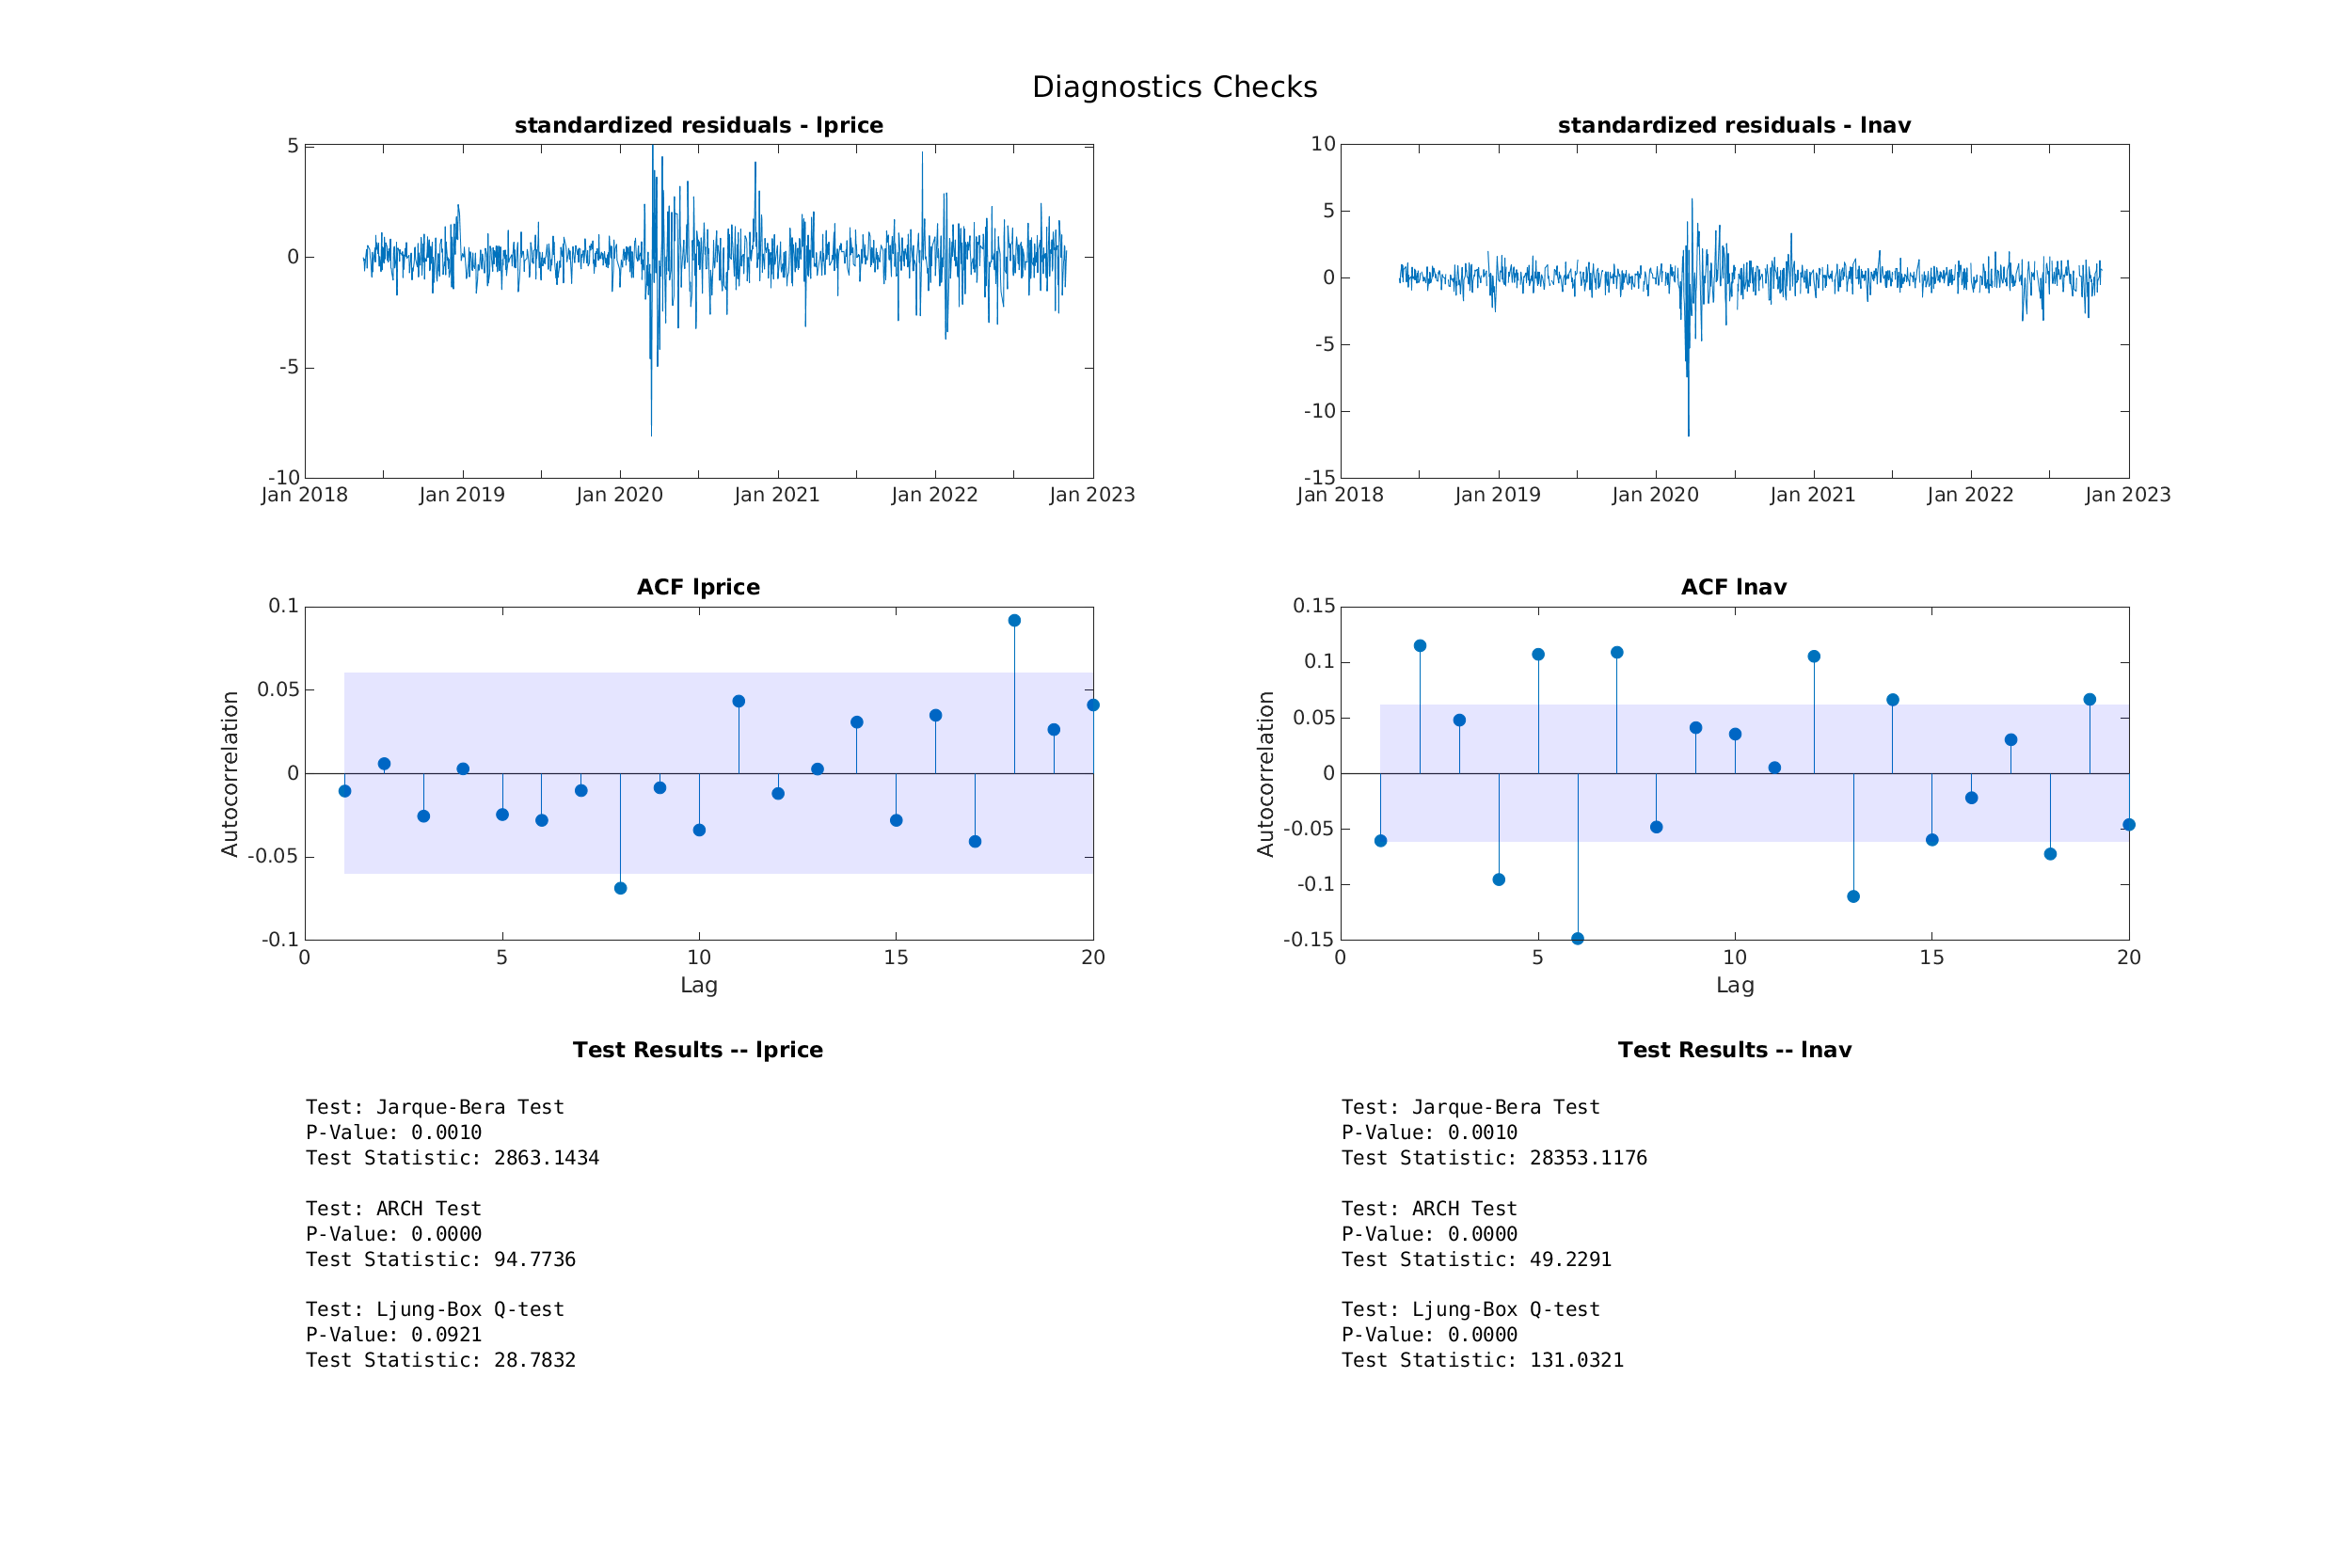 Diagnostics Checks
standardized residuals - lprice
5
0
-5
-10
Jan 2018 Jan 2019 Jan 2020 Jan 2021 Jan 2022 Jan 2023
standardized residuals - lnav
10
5
0
-5
-10
-15
Jan 2018 Jan 2019 Jan 2020 Jan 2021 Jan 2022 Jan 2023
ACF lprice
Autocorrelation
0.1
0.05
0
-0.05
-0.1
0 5 10 15 20
Lag
ACF lnav
Autocorrelation
0.15
0.1
0.05
0
-0.05
-0.1
-0.15
0 5 10 15 20
Lag
Test Results -- lprice
Test: Jarque-Bera Test
P-Value: 0.0010
Test Statistic: 2863.1434
Test: ARCH Test
P-Value: 0.0000
Test Statistic: 94.7736
Test: Ljung-Box Q-test
P-Value: 0.0921
Test Statistic: 28.7832
Test Results -- lnav
Test: Jarque-Bera Test
P-Value: 0.0010
Test Statistic: 28353.1176
Test: ARCH Test
P-Value: 0.0000
Test Statistic: 49.2291
Test: Ljung-Box Q-test
P-Value: 0.0000
Test Statistic: 131.0321